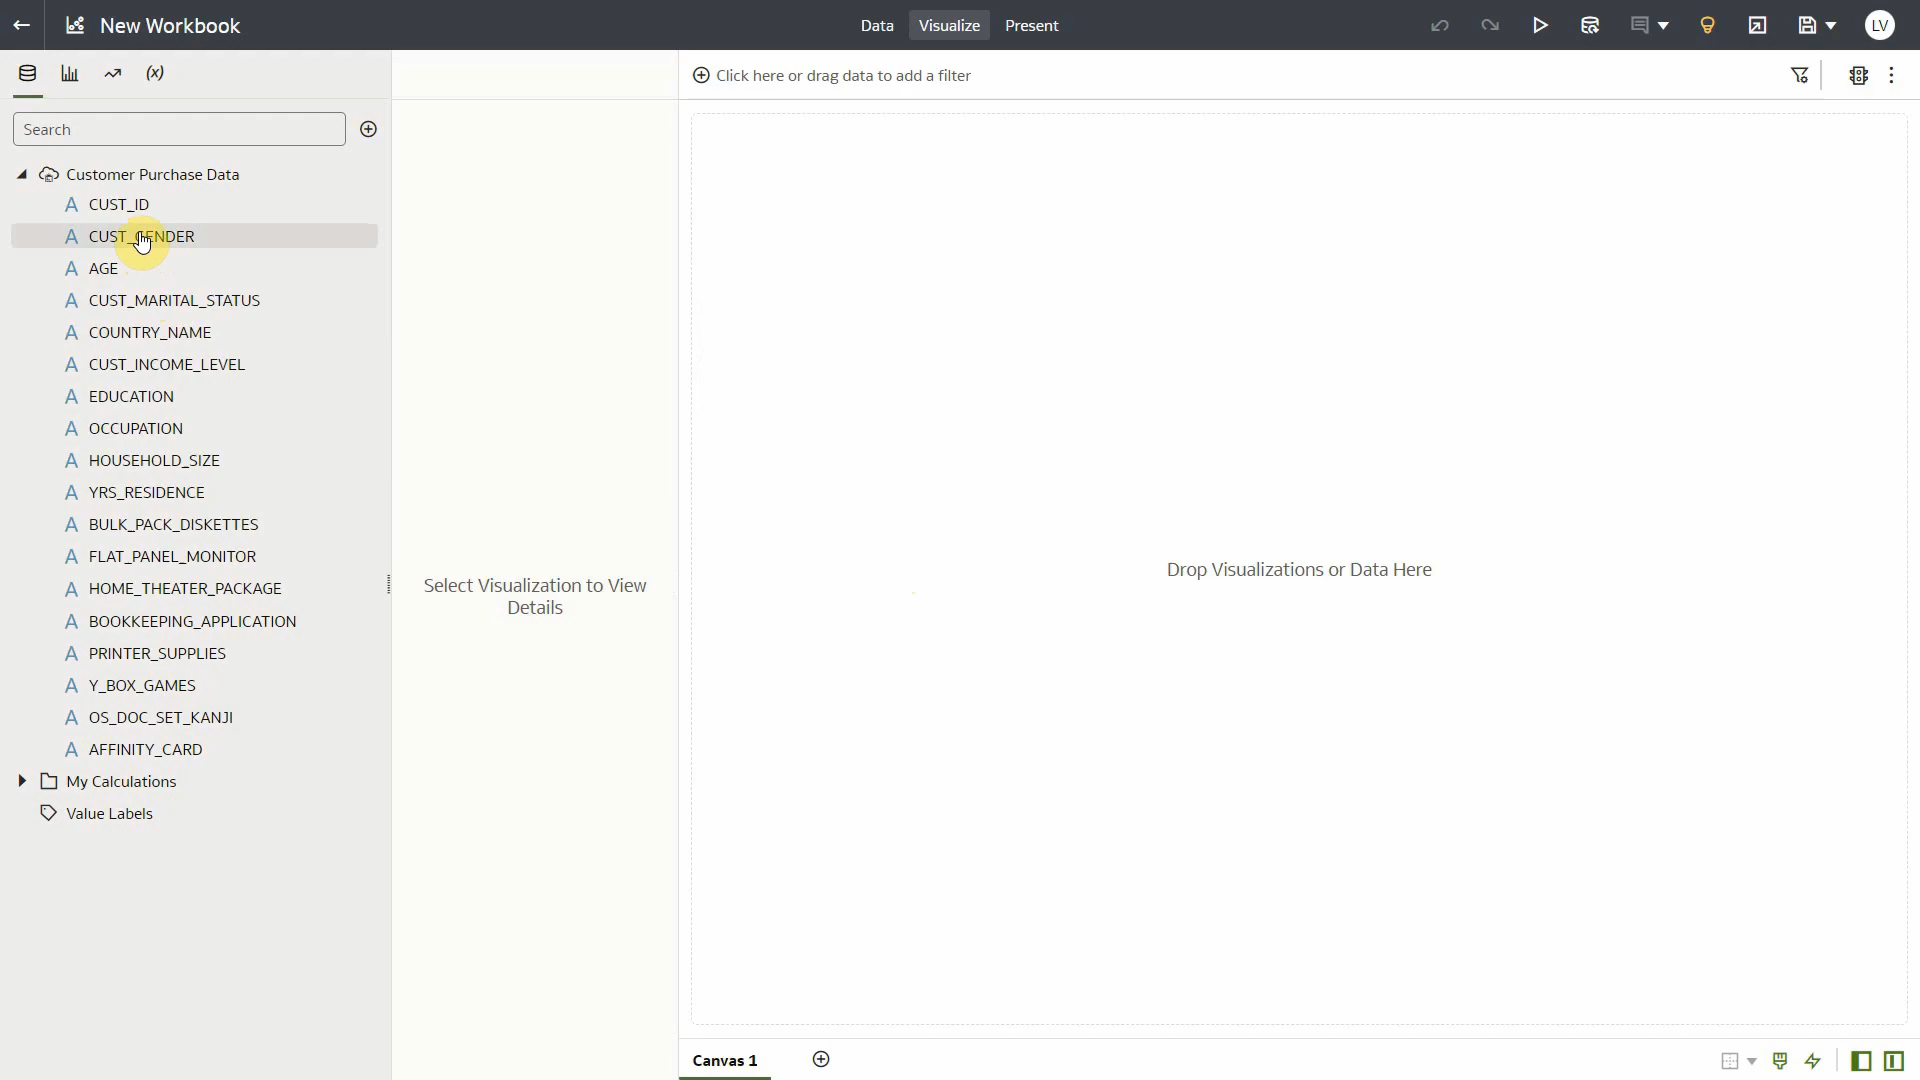 New Workbook
Data
Visualize
Present
LV
(x)
Click here or drag data to add a filter
Search
Customer Purchase Data
A CUST_ID
A CUST_GENDER
A AGE
A CUST_MARITAL_STATUS
A COUNTRY_NAME
A CUST_INCOME_LEVEL
A EDUCATION
A OCCUPATION
A HOUSEHOLD_SIZE
A YRS_RESIDENCE
A BULK_PACK_DISKETTES
A FLAT_PANEL_MONITOR
A HOME_THEATER_PACKAGE
A BOOKKEEPING_APPLICATION
A PRINTER_SUPPLIES
A Y_BOX_GAMES
A OS_DOC_SET_KANJI
A AFFINITY_CARD
My Calculations
Value Labels
Select Visualization to View
Details
Drop Visualizations or Data Here
Canvas 1